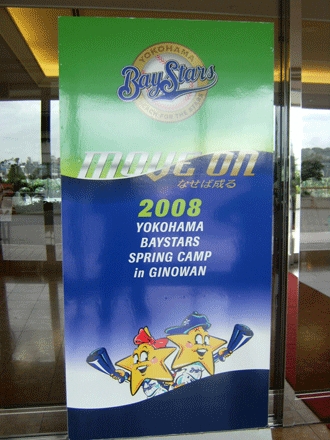 YOKOHAMA
BayStars
MOVE ON
なせば成る
2008
YOKOHAMA
BAYSTARS
SPRING CAMP
in GINOWAN